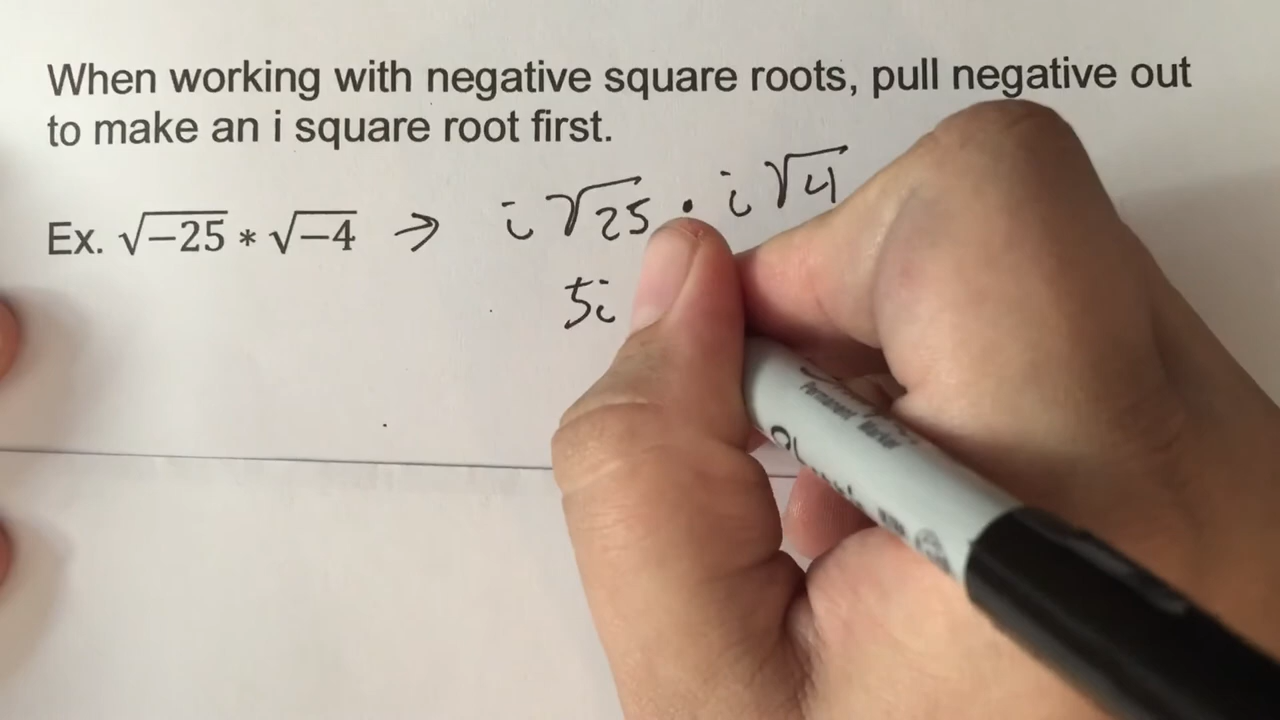 When working with negative square roots, pull negative out
to make an i square root first.
Ex. √−25 * √−4 → i√25 · i√4
5i
Permanent Marker